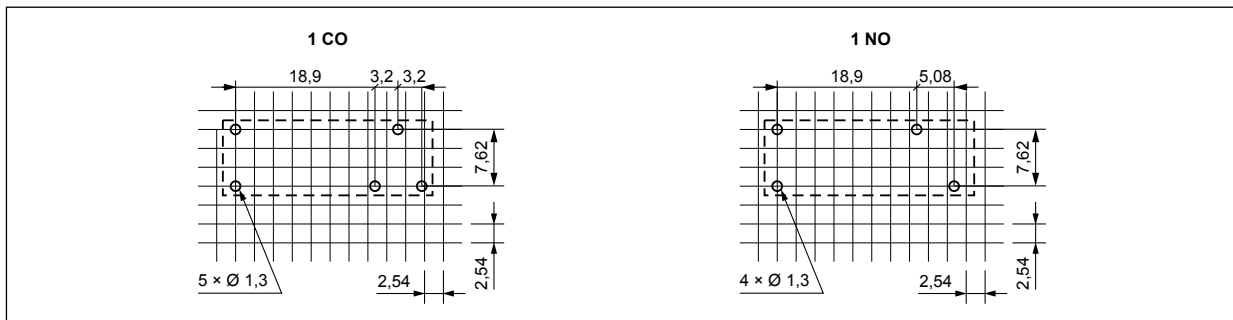 1 CO
18,9
3,2
3,2
7,62
2,54
2,54
5 × Ø 1,3
1 NO
18,9
5,08
7,62
2,54
2,54
4 × Ø 1,3